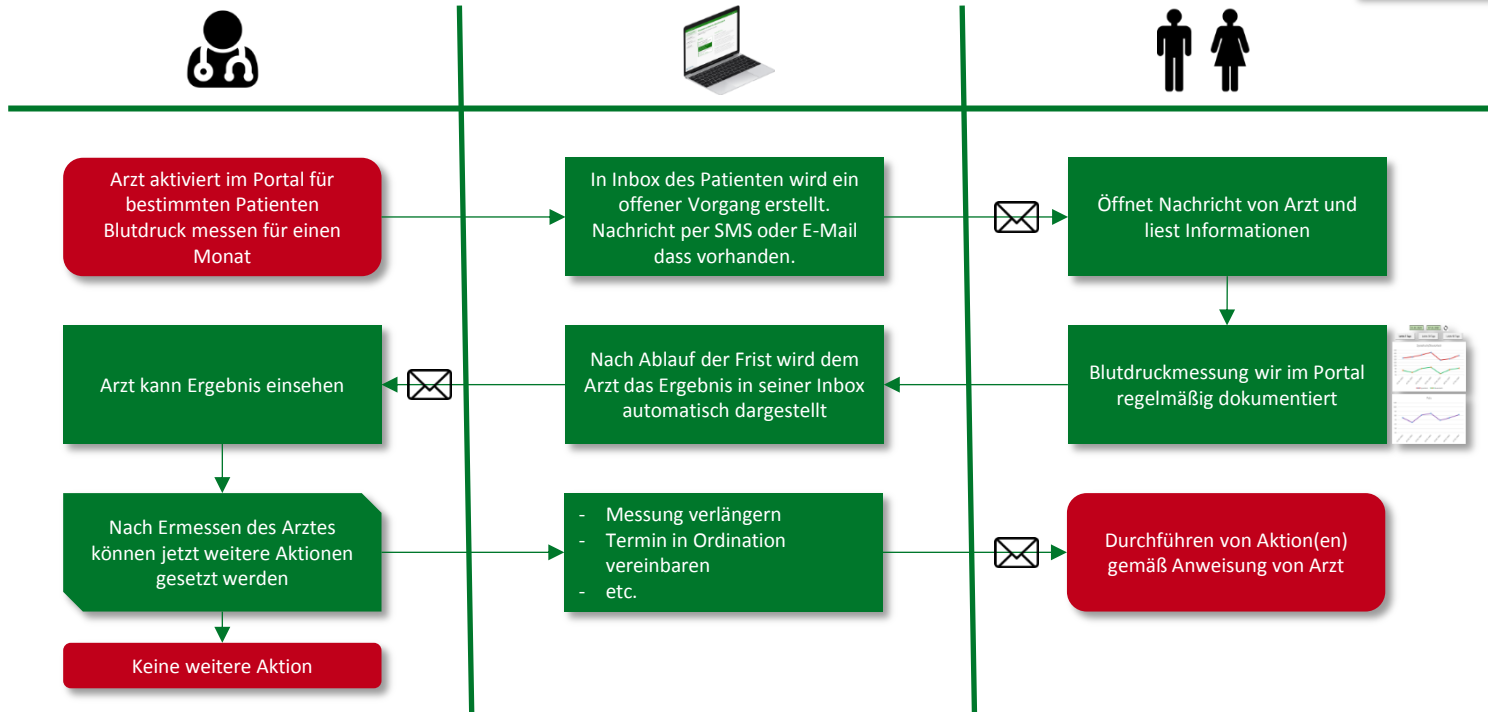 Arzt aktiviert im Portal für
bestimmten Patienten
Blutdruck messen für einen
Monat
In Inbox des Patienten wird ein
offener Vorgang erstellt.
Nachricht per SMS oder E-Mail
dass vorhanden.
Öffnet Nachricht von Arzt und
liest Informationen
Arzt kann Ergebnis einsehen
Nach Ablauf der Frist wird dem
Arzt das Ergebnis in seiner Inbox
automatisch dargestellt
Blutdruckmessung wir im Portal
regelmäßig dokumentiert
Nach Ermessen des Arztes
können jetzt weitere Aktionen
gesetzt werden
- Messung verlängern
- Termin in Ordination
vereinbaren
- etc.
Durchführen von Aktion(en)
gemäß Anweisung von Arzt
Keine weitere Aktion